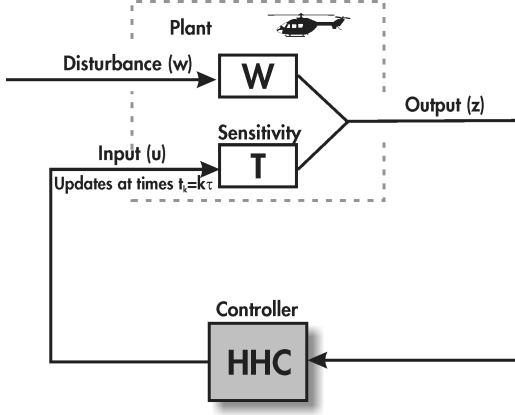 Plant
Disturbance (w)
W
Output (z)
Sensitivity
Input (u)
T
Updates at times tₖ=kτ
Controller
HHC